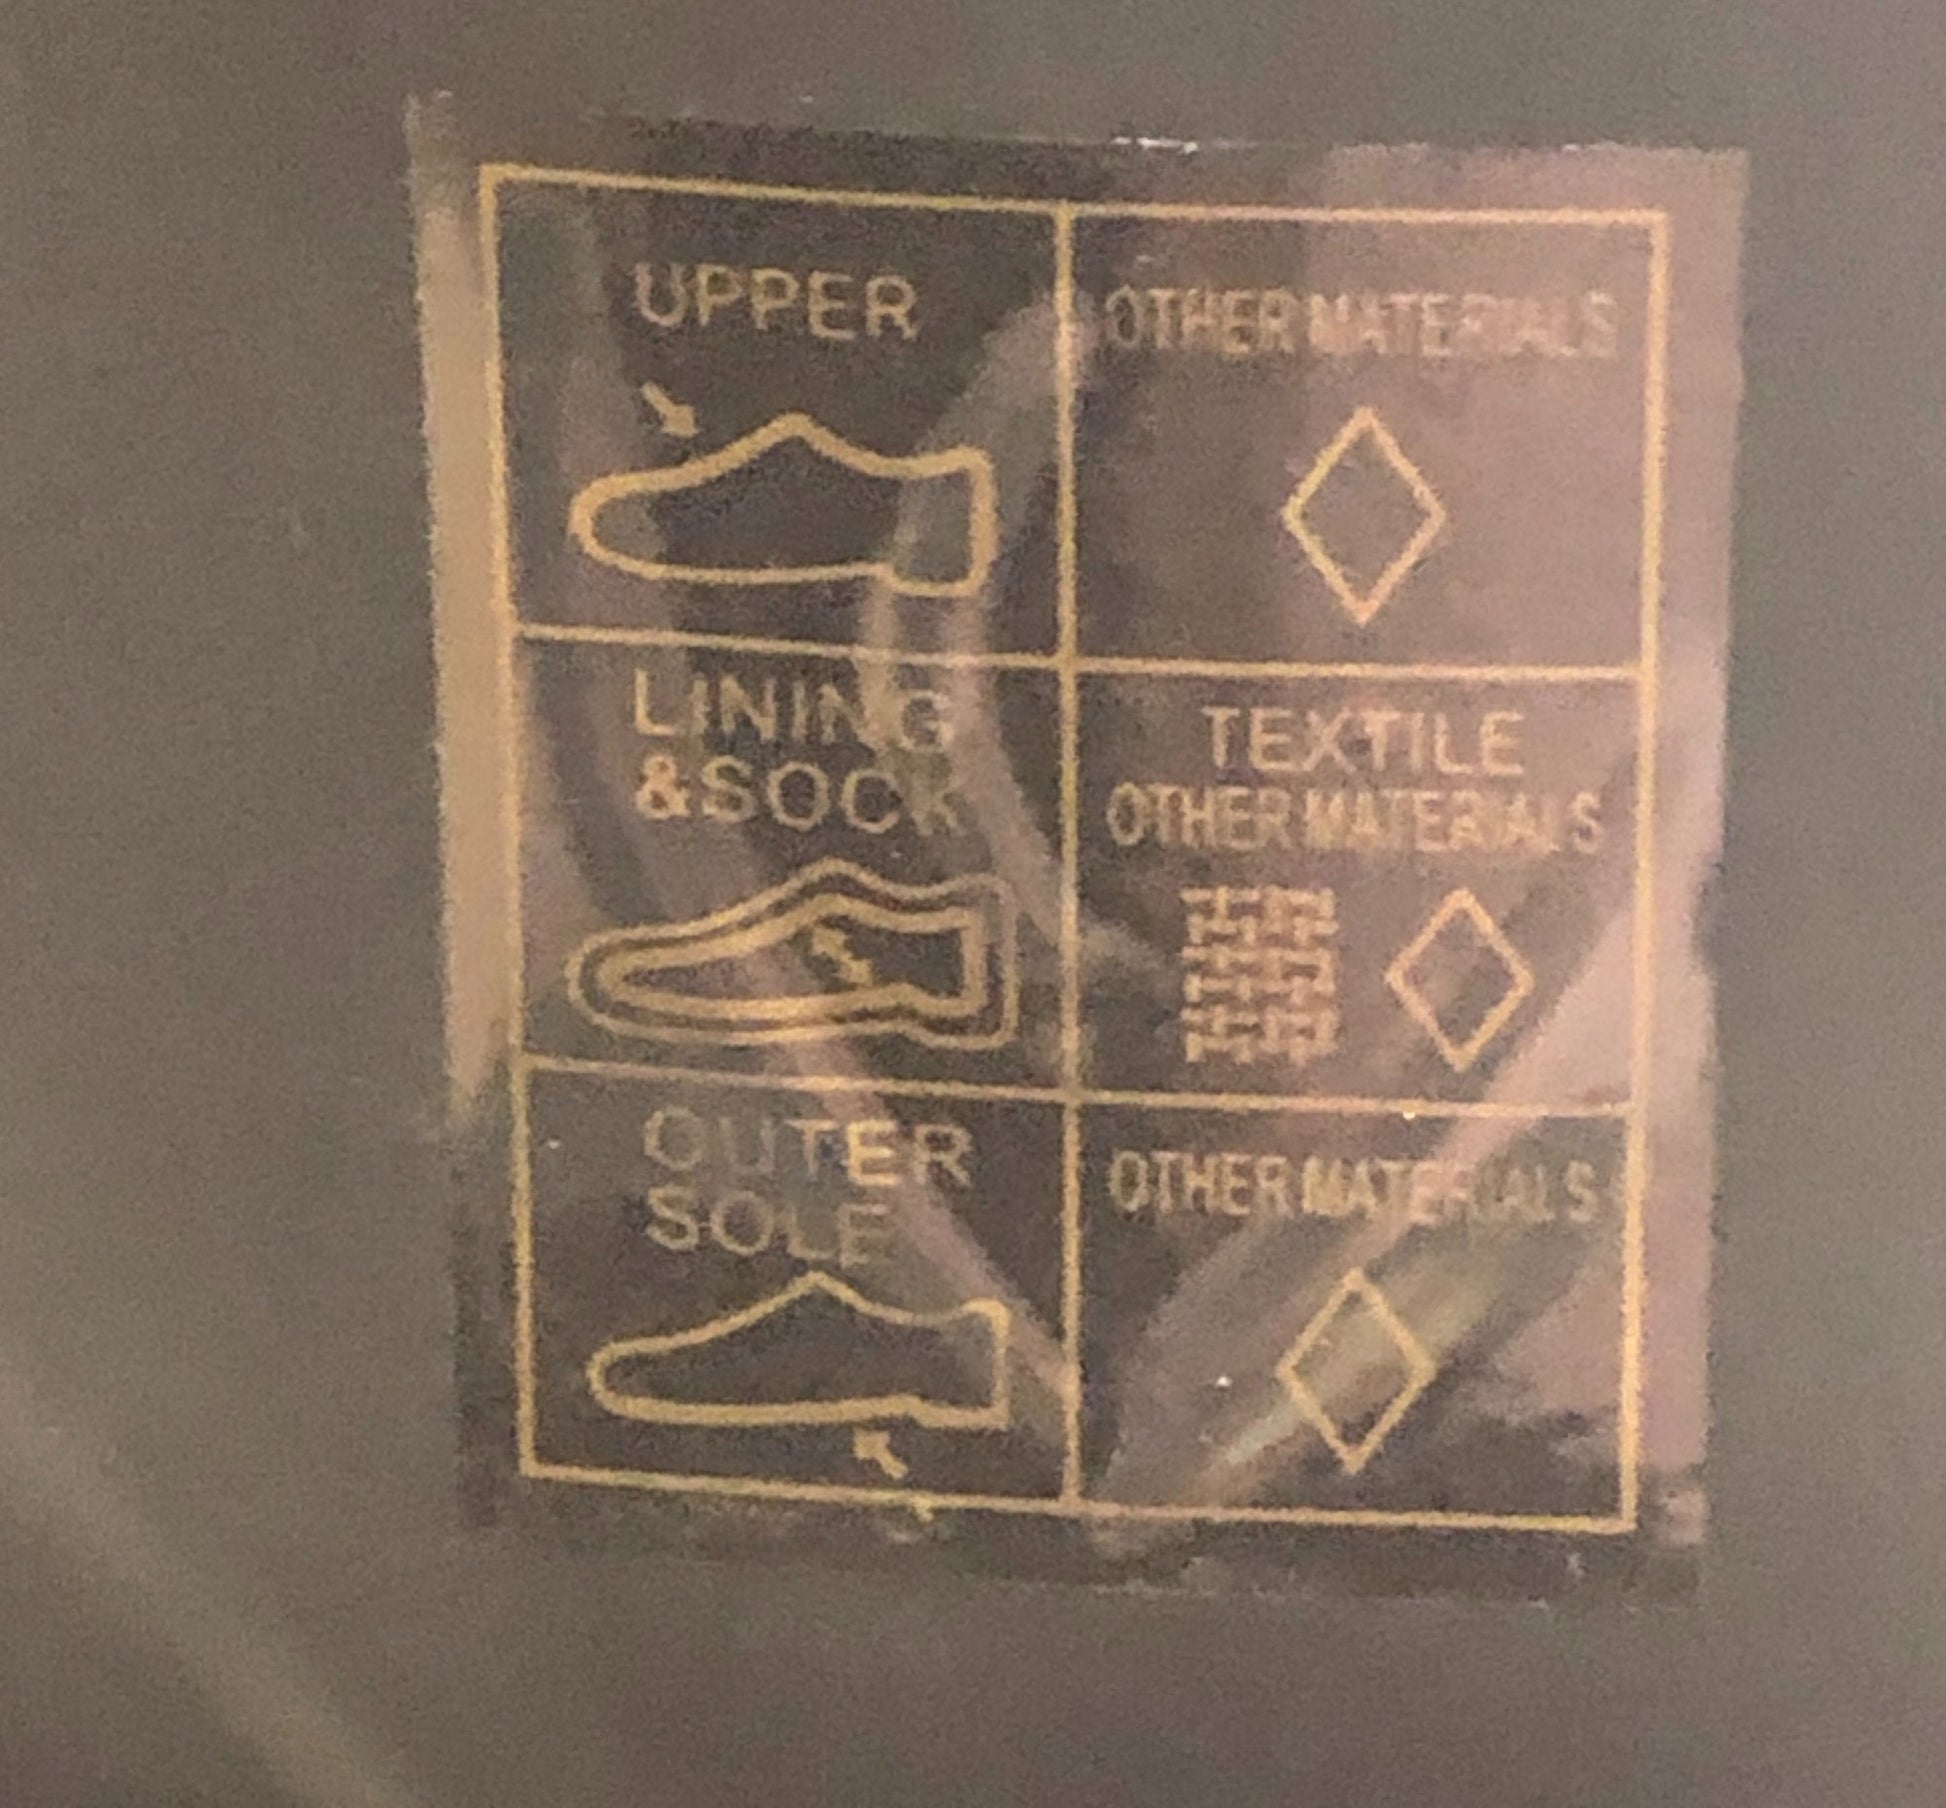 UPPER
OTHER MATERIALS
LINING
&SOCK
TEXTILE
OTHER MATERIALS
OUTER
SOLE
OTHER MATERIALS